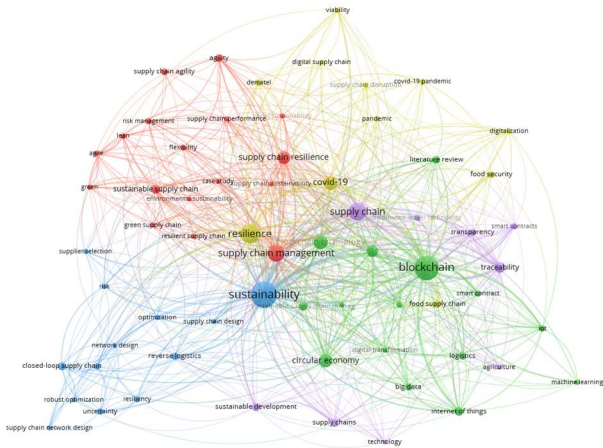 viability
agility
digital supply chain
supply chain agility
dematel
supply chain disruption
covid-19 pandemic
risk management
supply chain performance
pandemic
digitalization
lean
flexibility
agile
supply chain resilience
literature review
case study
supply chain sustainability
covid-19
food security
green
sustainable supply chain
environmental sustainability
supply chain
smart contracts
green supply chain
resilient supply chain
resilience
transparency
supplier selection
supply chain management
blockchain
traceability
risk
sustainability
smart contract
food supply chain
optimization
supply chain design
iot
network design
reverse logistics
digital transformation
closed-loop supply chain
circular economy
logistics
agriculture
machine learning
robust optimization
resiliency
big data
uncertainty
sustainable development
internet of things
supply chain network design
supply chains
technology